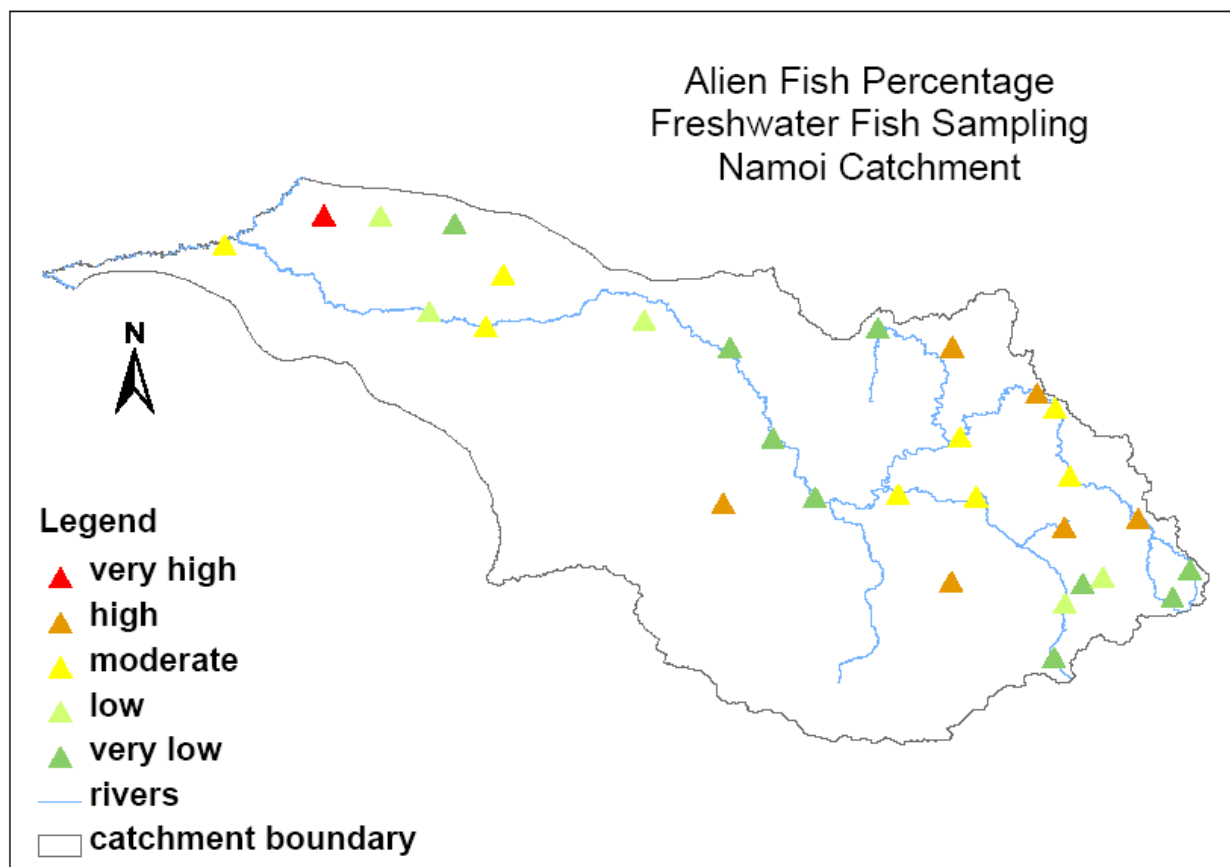 Alien Fish Percentage
Freshwater Fish Sampling
Namoi Catchment
N
Legend
very high
high
moderate
low
very low
rivers
catchment boundary